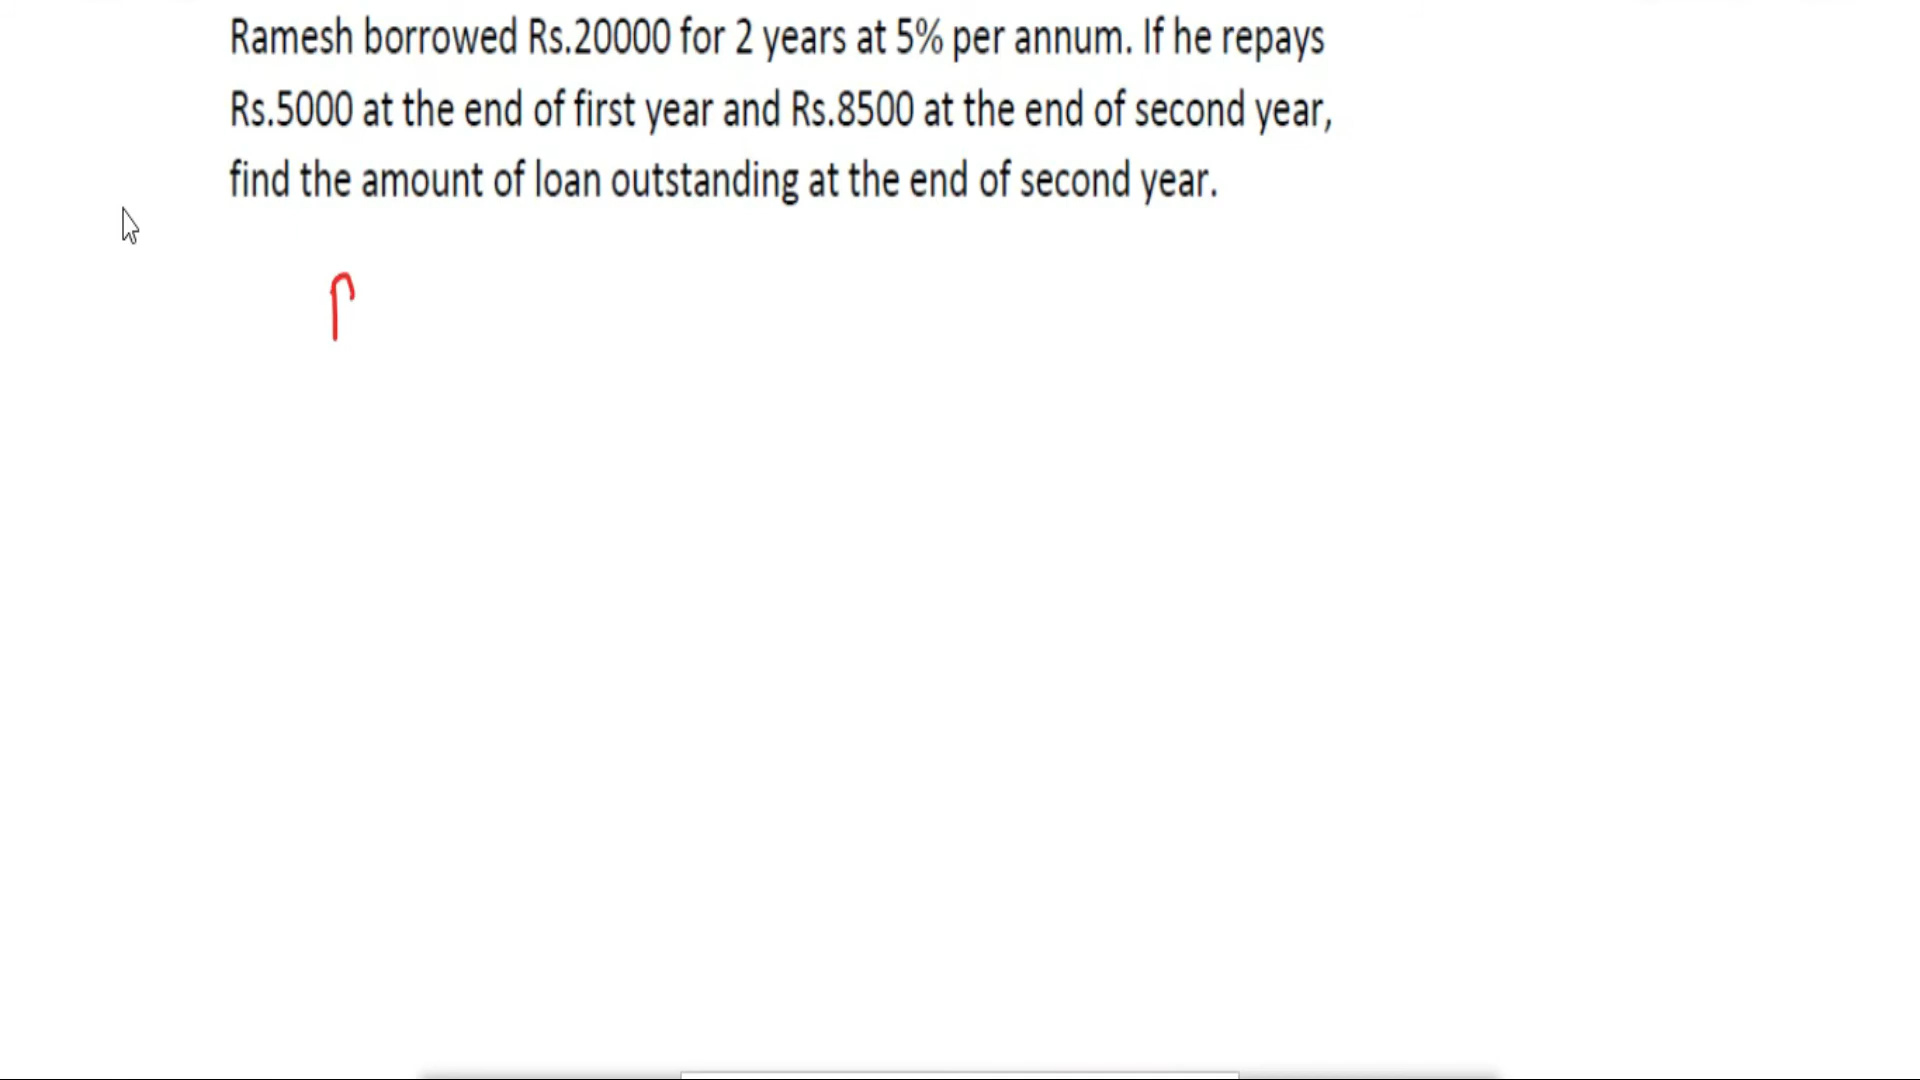 Ramesh borrowed Rs.20000 for 2 years at 5% per annum. If he repays
Rs.5000 at the end of first year and Rs.8500 at the end of second year,
find the amount of loan outstanding at the end of second year.